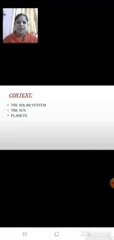 CONTENT:
• THE SOLAR SYSTEM
• THE SUN
• PLANETS